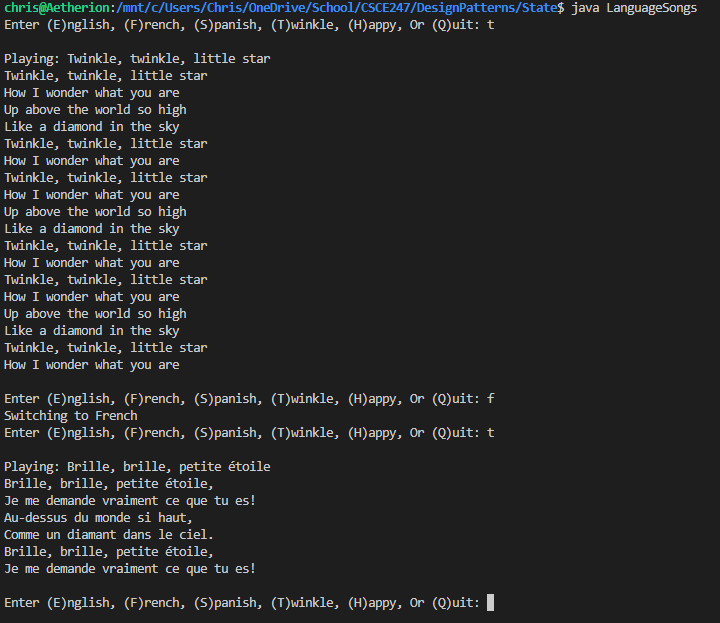 chris@Aetherion:/mnt/c/Users/Chris/OneDrive/School/CSCE247/DesignPatterns/State$ java LanguageSongs
Enter (E)nglish, (F)rench, (S)panish, (T)winkle, (H)appy, Or (Q)uit: t
Playing: Twinkle, twinkle, little star
Twinkle, twinkle, little star
How I wonder what you are
Up above the world so high
Like a diamond in the sky
Twinkle, twinkle, little star
How I wonder what you are
Twinkle, twinkle, little star
How I wonder what you are
Up above the world so high
Like a diamond in the sky
Twinkle, twinkle, little star
How I wonder what you are
Twinkle, twinkle, little star
How I wonder what you are
Up above the world so high
Like a diamond in the sky
Twinkle, twinkle, little star
How I wonder what you are
Enter (E)nglish, (F)rench, (S)panish, (T)winkle, (H)appy, Or (Q)uit: f
Switching to French
Enter (E)nglish, (F)rench, (S)panish, (T)winkle, (H)appy, Or (Q)uit: t
Playing: Brille, brille, petite étoile
Brille, brille, petite étoile,
Je me demande vraiment ce que tu es!
Au-dessus du monde si haut,
Comme un diamant dans le ciel.
Brille, brille, petite étoile,
Je me demande vraiment ce que tu es!
Enter (E)nglish, (F)rench, (S)panish, (T)winkle, (H)appy, Or (Q)uit: